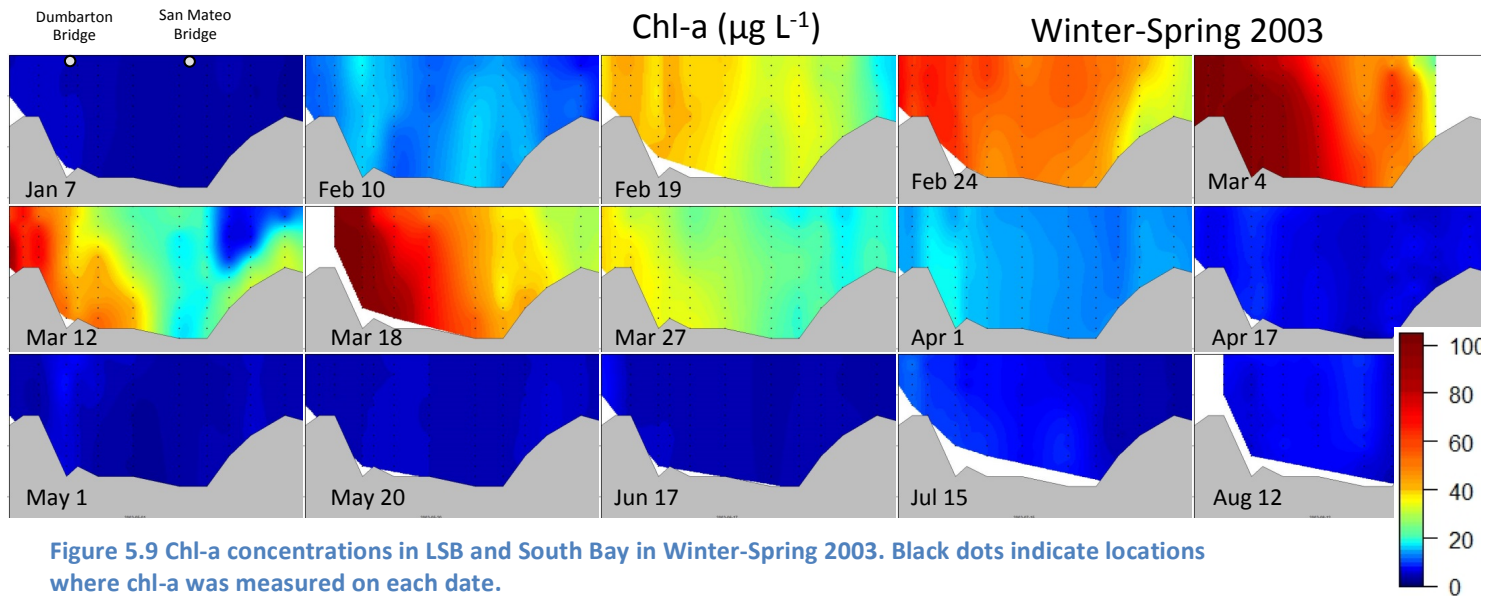 Dumbarton
Bridge
San Mateo
Bridge
Chl-a (µg L⁻¹)
Winter-Spring 2003
Jan 7
Feb 10
Feb 19
Feb 24
Mar 4
Mar 12
Mar 18
Mar 27
Apr 1
Apr 17
May 1
May 20
Jun 17
Jul 15
Aug 12
100
80
60
40
20
0
Figure 5.9 Chl-a concentrations in LSB and South Bay in Winter-Spring 2003. Black dots indicate locations
where chl-a was measured on each date.